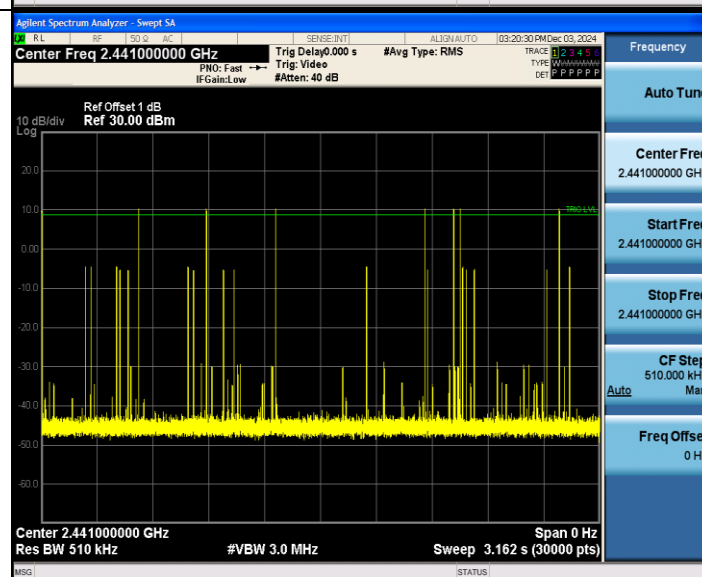 Agilent Spectrum Analyzer - Swept SA
RL RF 50 Ω AC SENSE:INT ALIGNAUTO 03:20:30 PM Dec 03, 2024
Center Freq 2.441000000 GHz
Trig Delay0.000 s #Avg Type: RMS
TRACE 1 2 3 4 5 6
PNO: Fast Trig: Video
TYPE
IFGain:Low #Atten: 40 dB
DET P P P P P P
Ref Offset 1 dB
10 dB/div Ref 30.00 dBm
Log
20.0
10.0
TRIG LVL
0.00
-10.0
-20.0
-30.0
-40.0
-50.0
-60.0
Center 2.441000000 GHz Span 0 Hz
Res BW 510 kHz #VBW 3.0 MHz Sweep 3.162 s (30000 pts)
MSG STATUS
Frequency
Auto Tun
Center Fre
2.441000000 GH
Start Fre
2.441000000 GH
Stop Fre
2.441000000 GH
CF Step
510.000 kH
Auto Ma
Freq Offse
0 H